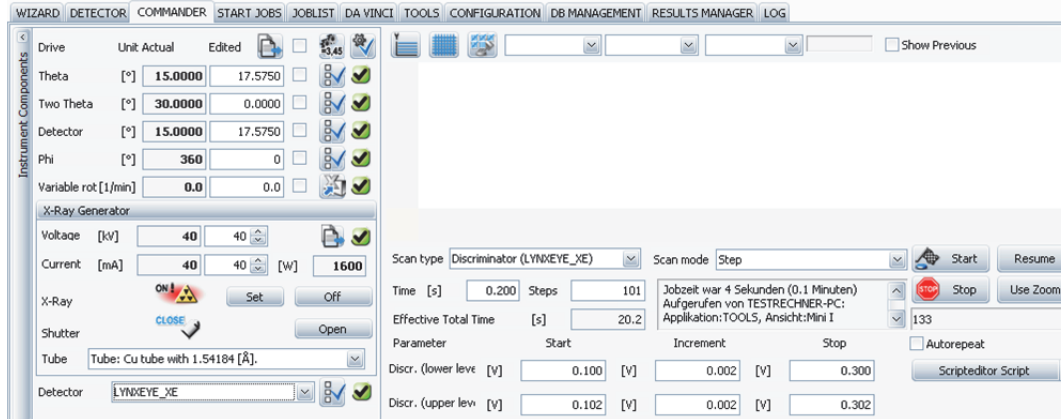 WIZARD DETECTOR COMMANDER START JOBS JOBLIST DA VINCI TOOLS CONFIGURATION DB MANAGEMENT RESULTS MANAGER LOG
Instrument Components
Drive Unit Actual Edited =3,45
Theta [°] 15.0000 17.5750
Two Theta [°] 30.0000 0.0000
Detector [°] 15.0000 17.5750
Phi [°] 360 0
Variable rot [1/min] 0.0 0.0
X-Ray Generator
Voltage [kV] 40 40
Current [mA] 40 40 [W] 1600
X-Ray ON! Set Off
Shutter CLOSE Open
Tube Tube: Cu tube with 1.54184 [Å].
Detector LYNXEYE_XE
Y
Show Previous
Scan type Discriminator (LYNXEYE_XE) Scan mode Step Start Resume
Time [s] 0.200 Steps 101
Jobzeit war 4 Sekunden (0.1 Minuten)
Aufgerufen von TESTRECHNER-PC:
Applikation:TOOLS, Ansicht:Mini I
STOP Stop Use Zoom
Effective Total Time [s] 20.2
133
Parameter Start Increment Stop
Autorepeat
Discr. (lower leve [V] 0.100 [V] 0.002 [V] 0.300
Scripteditor Script
Discr. (upper lev [V] 0.102 [V] 0.002 [V] 0.302